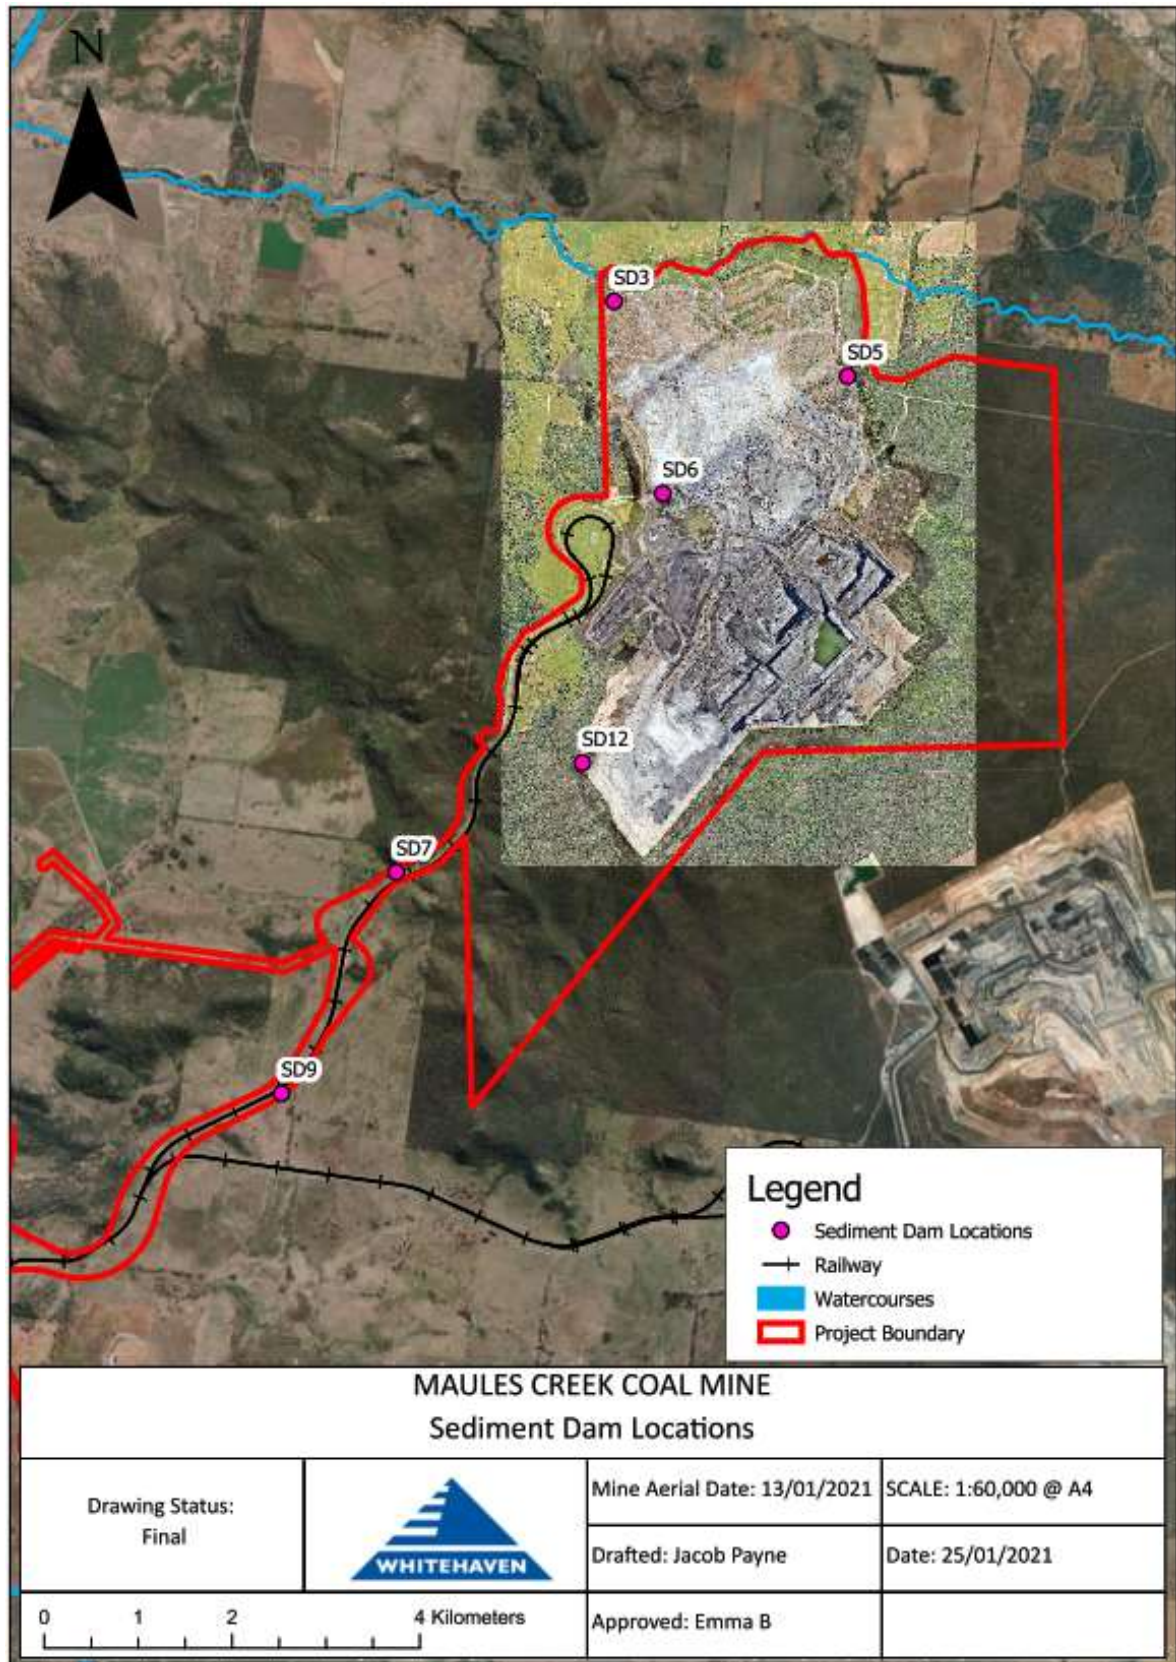 N
SD3
SD5
SD6
SD12
SD7
SD9
Legend
Sediment Dam Locations
Railway
Watercourses
Project Boundary
MAULES CREEK COAL MINE
Sediment Dam Locations
Drawing Status:
Final
WHITEHAVEN
Mine Aerial Date: 13/01/2021
SCALE: 1:60,000 @ A4
Drafted: Jacob Payne
Date: 25/01/2021
0 1 2 4 Kilometers
Approved: Emma B